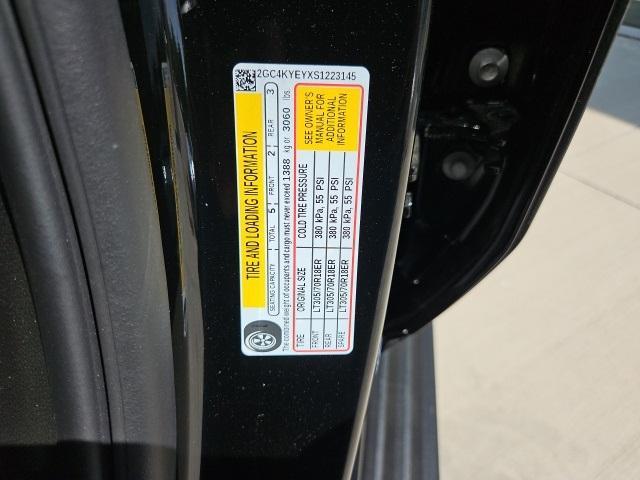 2GC4KYEYXS1223145
TIRE AND LOADING INFORMATION
SEATING CAPACITY TOTAL 5 FRONT 2 REAR 3
The combined weight of occupants and cargo must never exceed 1388 kg or 3060 lbs.
TIRE ORIGINAL SIZE COLD TIRE PRESSURE
SEE OWNER'S
MANUAL FOR
ADDITIONAL
INFORMATION
FRONT LT305/70R18ER 380 kPa, 55 PSI
REAR LT305/70R18ER 380 kPa, 55 PSI
SPARE LT305/70R18ER 380 kPa, 55 PSI